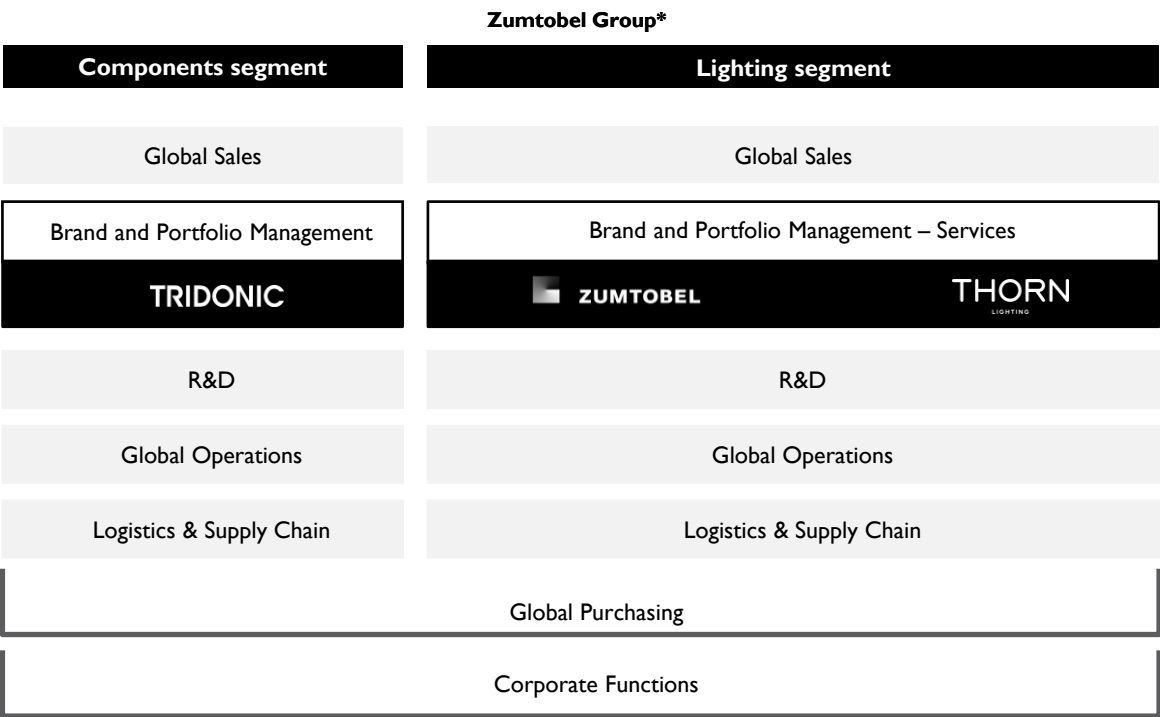 Zumtobel Group*
Components segment
Lighting segment
Global Sales
Global Sales
Brand and Portfolio Management
Brand and Portfolio Management – Services
TRIDONIC
ZUMTOBEL
THORN
LIGHTING
R&D
R&D
Global Operations
Global Operations
Logistics & Supply Chain
Logistics & Supply Chain
Global Purchasing
Corporate Functions